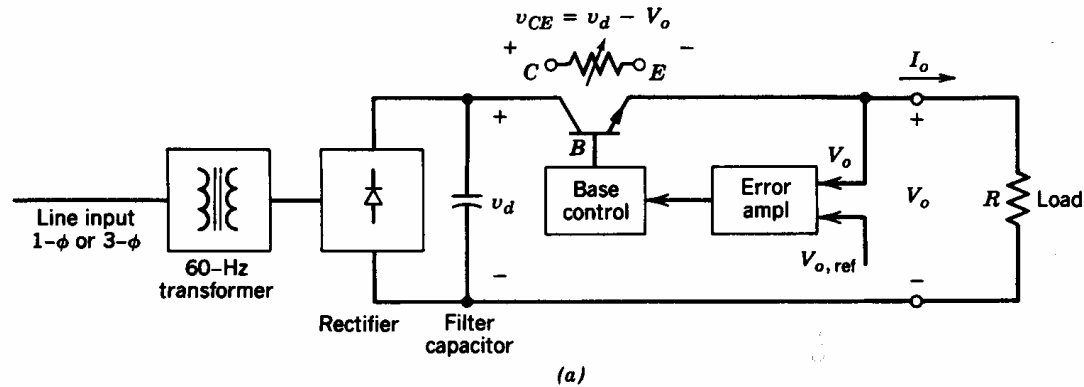 v_CE = v_d − V_o
+ −
C E
I_o
+
B
+
V_o
Base
control
Error
ampl
v_d
V_o
R
Load
Line input
1-ϕ or 3-ϕ
V_o, ref
60-Hz
transformer
−
−
Rectifier
Filter
capacitor
(a)